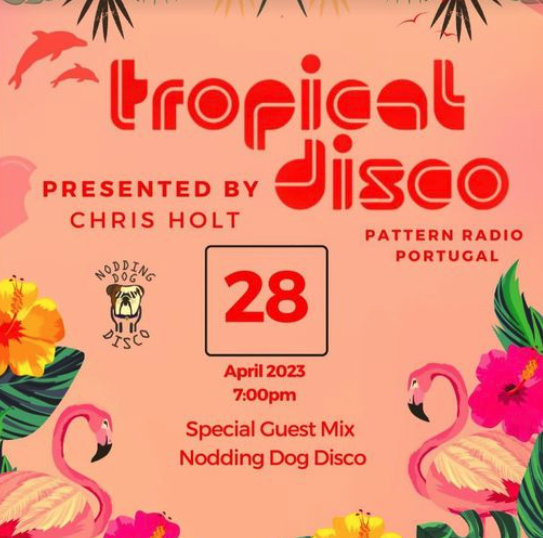 tropical
disco
PRESENTED BY
CHRIS HOLT
PATTERN RADIO
PORTUGAL
NODDING
DOG
DISCO
28
April 2023
7:00pm
Special Guest Mix
Nodding Dog Disco